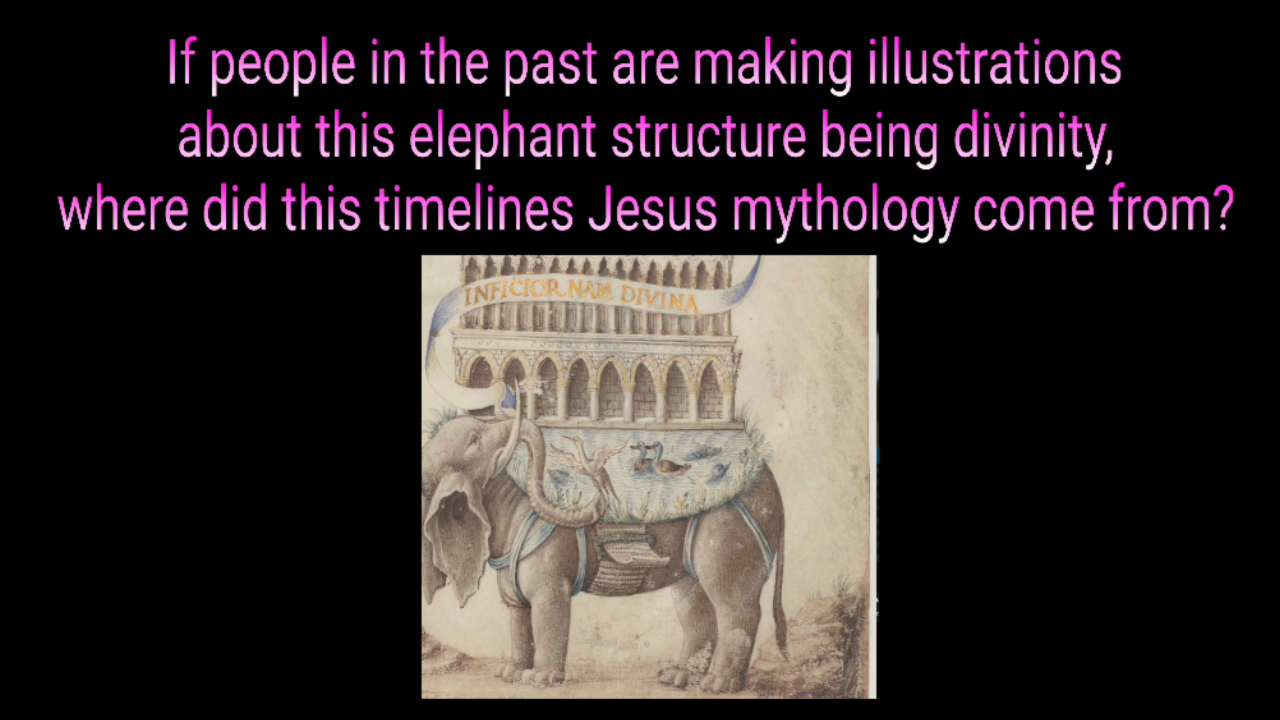 If people in the past are making illustrations
about this elephant structure being divinity,
where did this timelines Jesus mythology come from?
INFICIOR NAM DIVINA